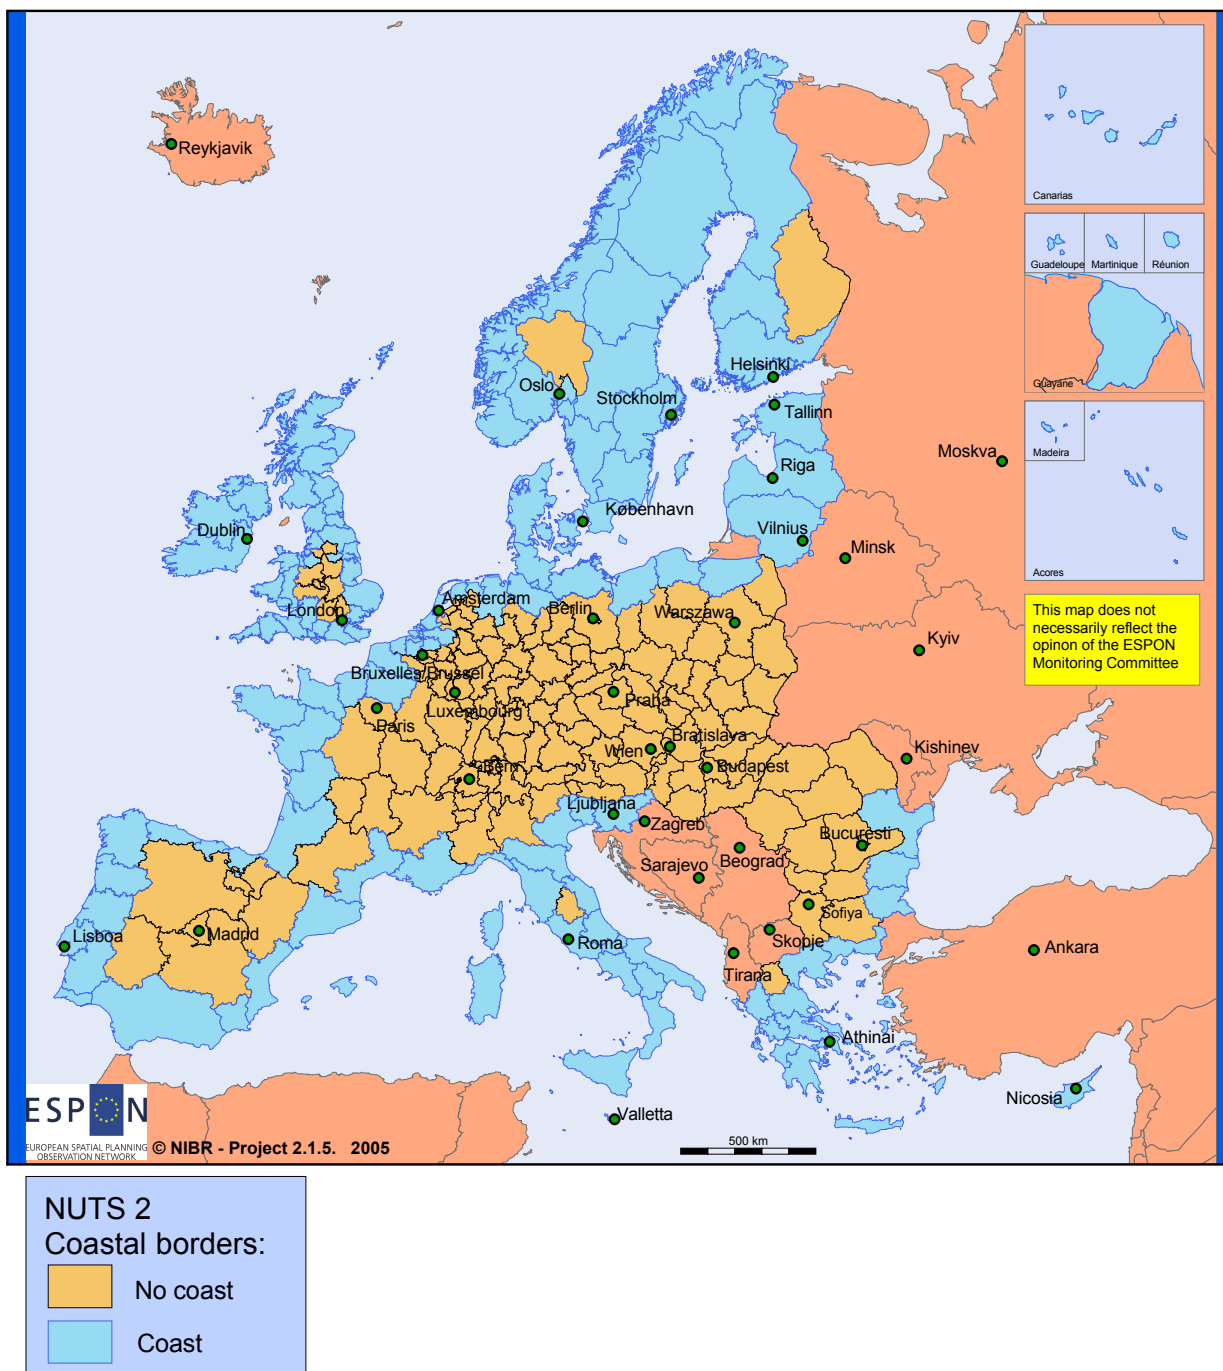 Reykjavik
Canarias
Guadeloupe
Martinique
Réunion
Guayane
Madeira
Acores
Helsinki
Oslo
Stockholm
Tallinn
Moskva
Riga
København
Dublin
Vilnius
Minsk
Amsterdam
London
Berlin
Warszawa
This map does not
necessarily reflect the
opinon of the ESPON
Monitoring Committee
Kyiv
Bruxelles/Brussel
Luxembourg
Praha
Paris
Bratislava
Wien
Kishinev
Bern
Budapest
Ljubljana
Zagreb
Bucuresti
Beograd
Sarajevo
Sofiya
Lisboa
Madrid
Roma
Skopje
Ankara
Tirana
Athinai
Nicosia
Valletta
ESPON
EUROPEAN SPATIAL PLANNING
OBSERVATION NETWORK
© NIBR - Project 2.1.5. 2005
500 km
NUTS 2
Coastal borders:
No coast
Coast